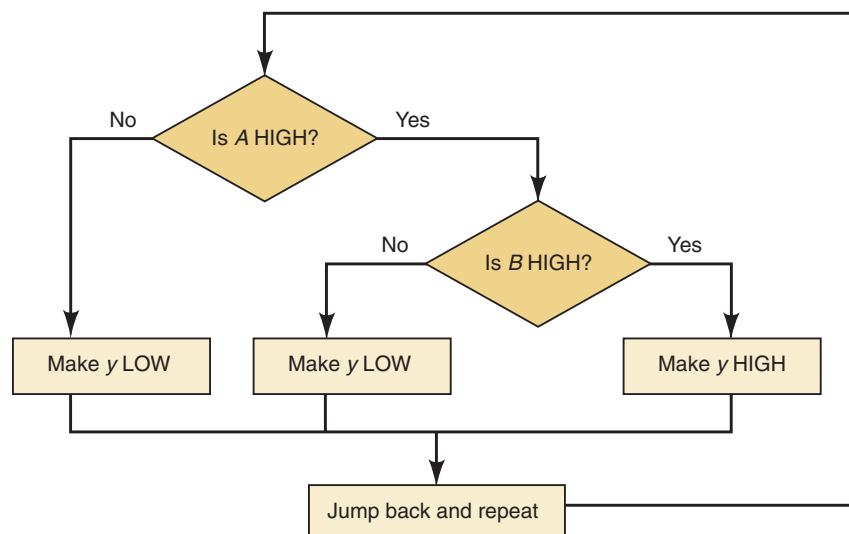 No
Is A HIGH?
Yes
No
Is B HIGH?
Yes
Make y LOW
Make y LOW
Make y HIGH
Jump back and repeat